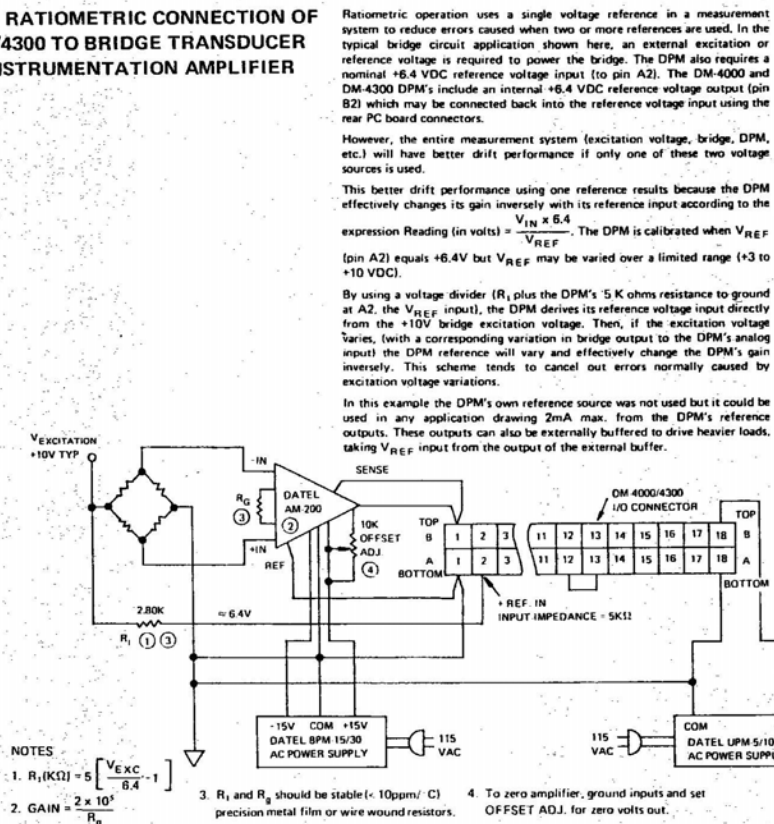 RATIOMETRIC CONNECTION OF
/4300 TO BRIDGE TRANSDUCER
NSTRUMENTATION AMPLIFIER
Ratiometric operation uses a single voltage reference in a measurement
system to reduce errors caused when two or more references are used. In the
typical bridge circuit application shown here, an external excitation or
reference voltage is required to power the bridge. The DPM also requires a
nominal +6.4 VDC reference voltage input (to pin A2). The DM-4000 and
DM-4300 DPM's include an internal +6.4 VDC reference voltage output (pin
B2) which may be connected back into the reference voltage input using the
rear PC board connectors.
However, the entire measurement system (excitation voltage, bridge, DPM,
etc.) will have better drift performance if only one of these two voltage
sources is used.
This better drift performance using one reference results because the DPM
effectively changes its gain inversely with its reference input according to the
expression Reading (in volts) = V_IN x 6.4 / V_REF. The DPM is calibrated when V_REF
(pin A2) equals +6.4V but V_REF may be varied over a limited range (+3 to
+10 VDC).
By using a voltage divider (R₁ plus the DPM's 5 K ohms resistance to ground
at A2, the V_REF input), the DPM derives its reference voltage input directly
from the +10V bridge excitation voltage. Then, if the excitation voltage
varies, (with a corresponding variation in bridge output to the DPM's analog
input) the DPM reference will vary and effectively change the DPM's gain
inversely. This scheme tends to cancel out errors normally caused by
excitation voltage variations.
In this example the DPM's own reference source was not used but it could be
used in any application drawing 2mA max. from the DPM's reference
outputs. These outputs can also be externally buffered to drive heavier loads,
taking V_REF input from the output of the external buffer.
V EXCITATION
+10V TYP
-IN
SENSE
R_G
③
DATEL
AM-200
②
+IN
REF
10K
OFFSET
ADJ.
④
DM 4000/4300
I/O CONNECTOR
TOP
B
1 2 3 11 12 13 14 15 16 17 18
TOP
B
A
BOTTOM
1 2 3 11 12 13 14 15 16 17 18
A
BOTTOM
+ REF. IN
INPUT IMPEDANCE = 5KΩ
2.80K
≈ 6.4V
R₁ ① ③
-15V COM +15V
DATEL BPM-15/30
AC POWER SUPPLY
115
VAC
115
VAC
COM
DATEL UPM-5/10
AC POWER SUPP
NOTES
1. R₁(KΩ) = 5 [V_EXC / 6.4 - 1]
2. GAIN = 2 x 10⁵ / R_g
3. R₁ and R_g should be stable (< 10ppm/°C)
precision metal film or wire wound resistors.
4. To zero amplifier, ground inputs and set
OFFSET ADJ. for zero volts out.